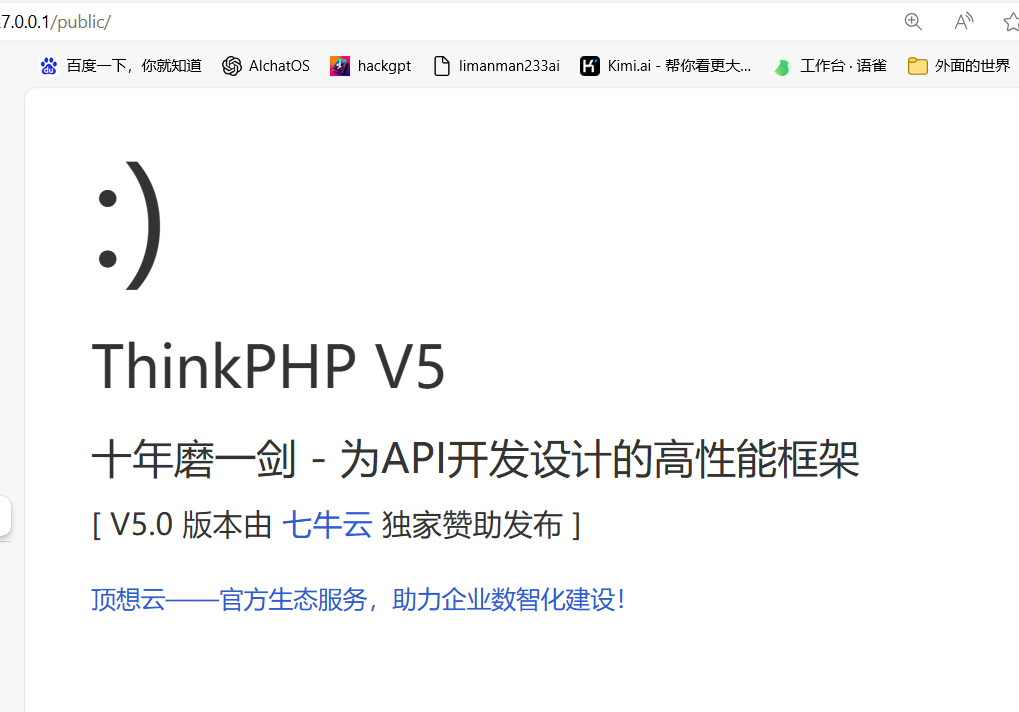 7.0.0.1/public/
百度一下，你就知道 AIchatOS hackgpt limanman233ai Kimi.ai - 帮你看更大... 工作台 · 语雀 外面的世界
:)
ThinkPHP V5
十年磨一剑 - 为API开发设计的高性能框架
[ V5.0 版本由 七牛云 独家赞助发布 ]
顶想云——官方生态服务，助力企业数智化建设！